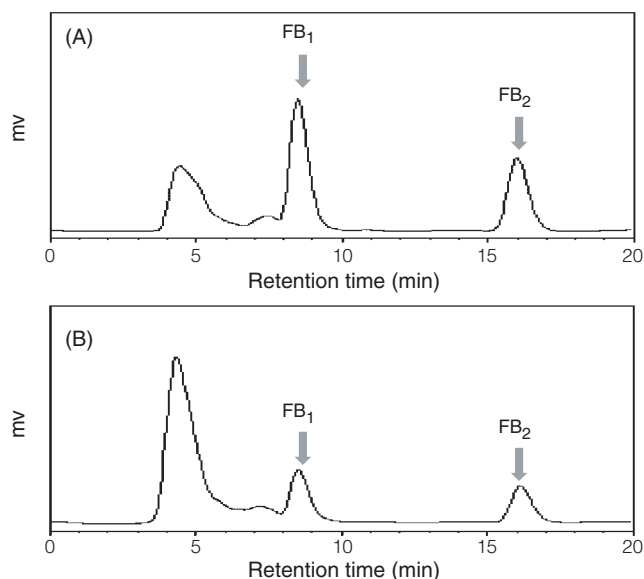 (A)
FB₁
FB₂
mv
0 5 10 15 20
Retention time (min)
(B)
FB₁
FB₂
mv
0 5 10 15 20
Retention time (min)